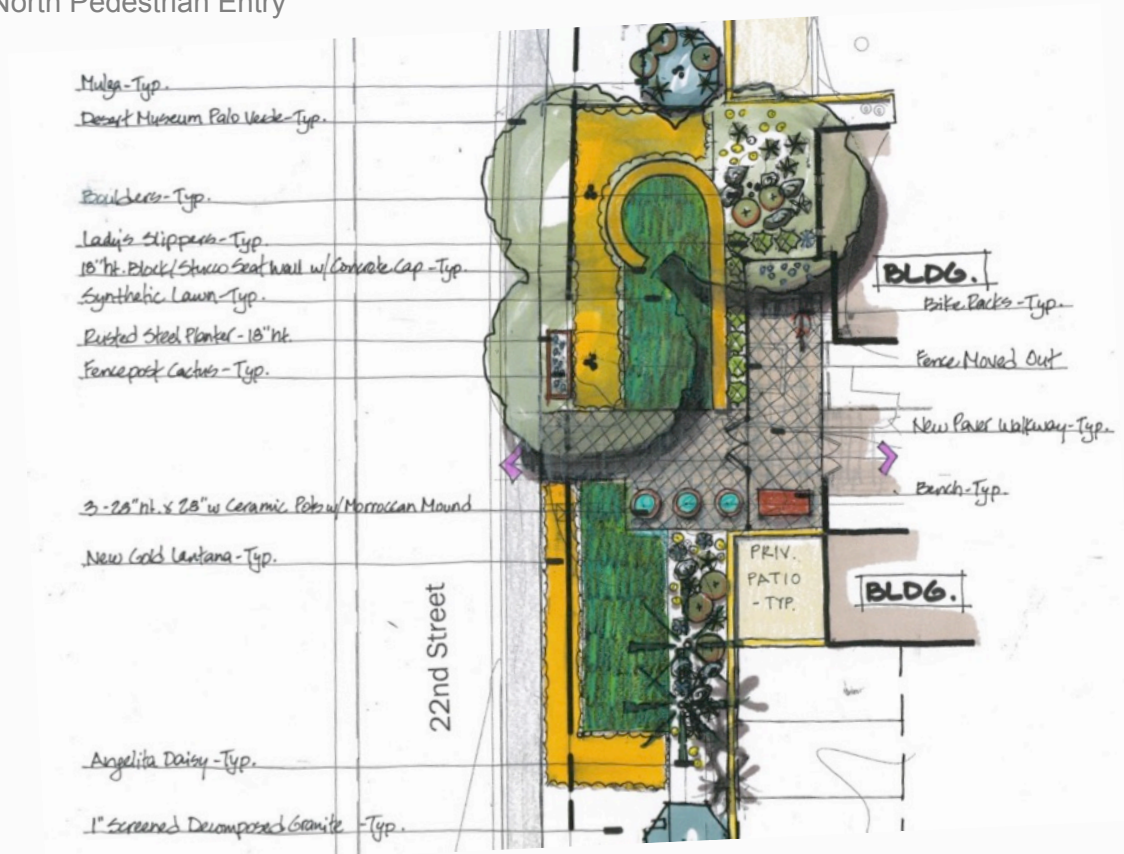 North Pedestrian Entry
Mulga-Typ.
Desert Museum Palo Verde-Typ.
Boulders-Typ.
Lady's Slippers-Typ.
18"ht. Block/Stucco Seat Wall w/Concrete Cap-Typ.
Synthetic Lawn-Typ.
Rusted Steel Planter-18"ht.
Fencepost Cactus-Typ.
3-28"ht. x 28"w Ceramic Pots w/Morroccan Mound
New Gold Lantana-Typ.
Angelita Daisy-Typ.
1" Screened Decomposed Granite -Typ.
22nd Street
BLDG.
Bike Racks-Typ.
Fence Moved Out
New Paver Walkway-Typ.
Bench-Typ.
PRIV.
PATIO
- TYP.
BLDG.